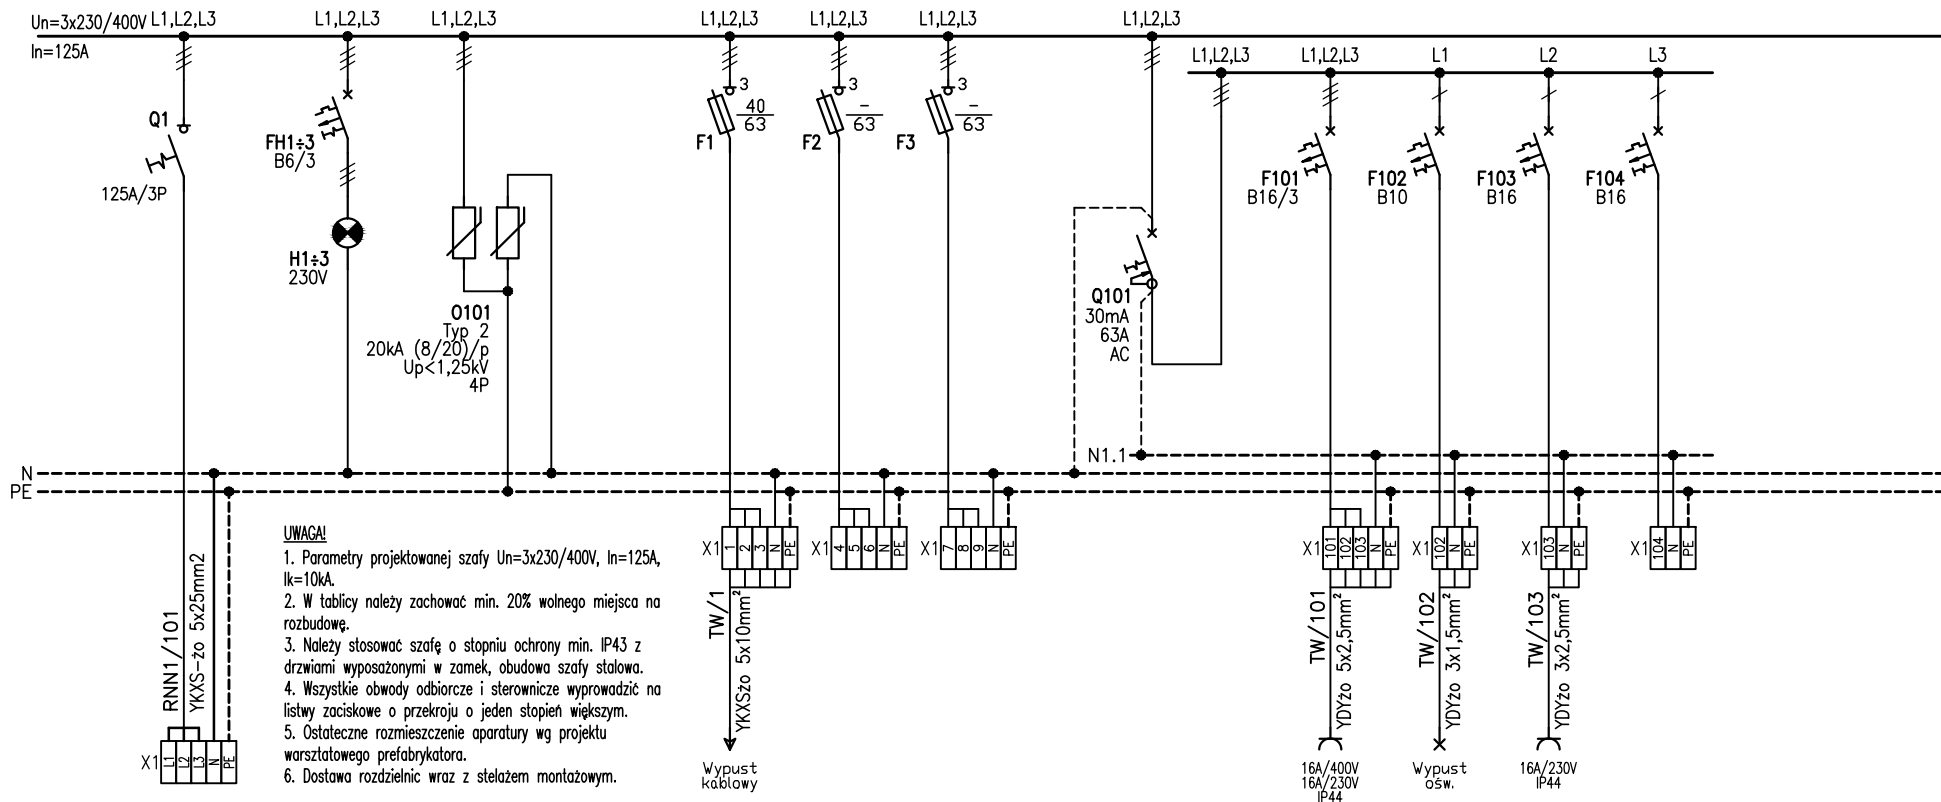 Un=3x230/400V
In=125A
L1,L2,L3
L1,L2,L3
L1,L2,L3
L1,L2,L3
L1,L2,L3
L1,L2,L3
L1,L2,L3
L1,L2,L3
L1,L2,L3
L1
L2
L3
Q1
125A/3P
FH1÷3
B6/3
H1÷3
230V
O101
Typ 2
20kA (8/20)/p
Up<1,25kV
4P
3
40
63
F1
3
-
63
F2
3
-
63
F3
Q101
30mA
63A
AC
F101
B16/3
F102
B10
F103
B16
F104
B16
N1.1
N
PE
UWAGA!
1. Parametry projektowanej szafy Un=3x230/400V, In=125A,
Ik=10kA.
2. W tablicy należy zachować min. 20% wolnego miejsca na
rozbudowę.
3. Należy stosować szafę o stopniu ochrony min. IP43 z
drzwiami wyposażonymi w zamek, obudowa szafy stalowa.
4. Wszystkie obwody odbiorcze i sterownicze wyprowadzić na
listwy zaciskowe o przekroju o jeden stopień większym.
5. Ostateczne rozmieszczenie aparatury wg projektu
warsztatowego prefabrykatora.
6. Dostawa rozdzielnic wraz z stelażem montażowym.
RNN1/101
YKXS-żo 5x25mm2
X1 L1 L2 L3 N PE
X1 1 2 3 N PE
TW/1
YKXSżo 5x10mm²
Wypust
kablowy
X1 4 5 6 N PE
X1 7 8 9 N PE
X1 101 102 103 N PE
TW/101
YDYżo 5x2,5mm²
16A/400V
16A/230V
IP44
X1 102 N PE
TW/102
YDYżo 3x1,5mm²
Wypust
ośw.
X1 103 N PE
TW/103
YDYżo 3x2,5mm²
16A/230V
IP44
X1 104 N PE